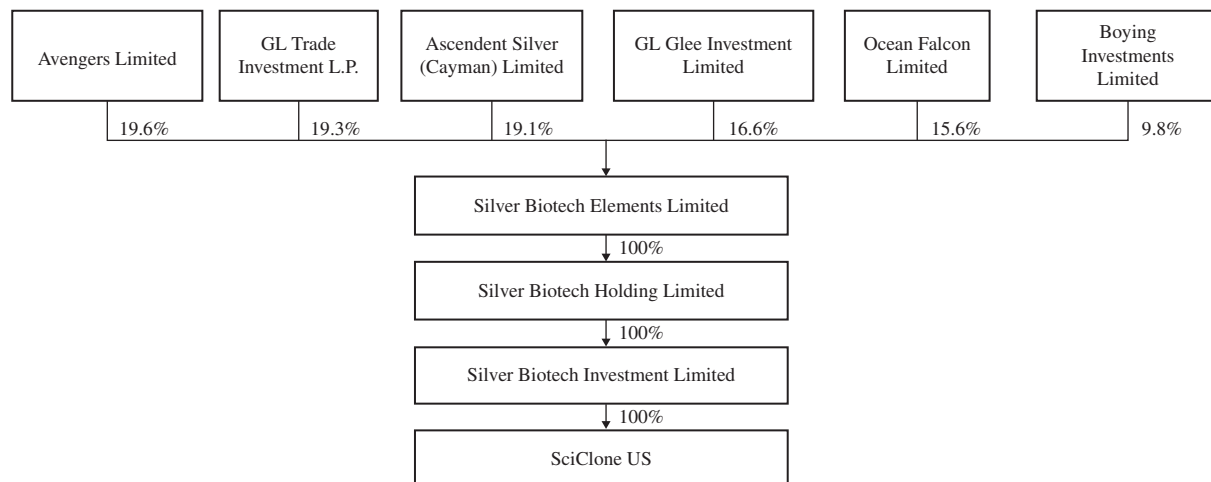 Avengers Limited
GL Trade
Investment L.P.
Ascendent Silver
(Cayman) Limited
GL Glee Investment
Limited
Ocean Falcon
Limited
Boying
Investments
Limited
19.6%
19.3%
19.1%
16.6%
15.6%
9.8%
Silver Biotech Elements Limited
100%
Silver Biotech Holding Limited
100%
Silver Biotech Investment Limited
100%
SciClone US